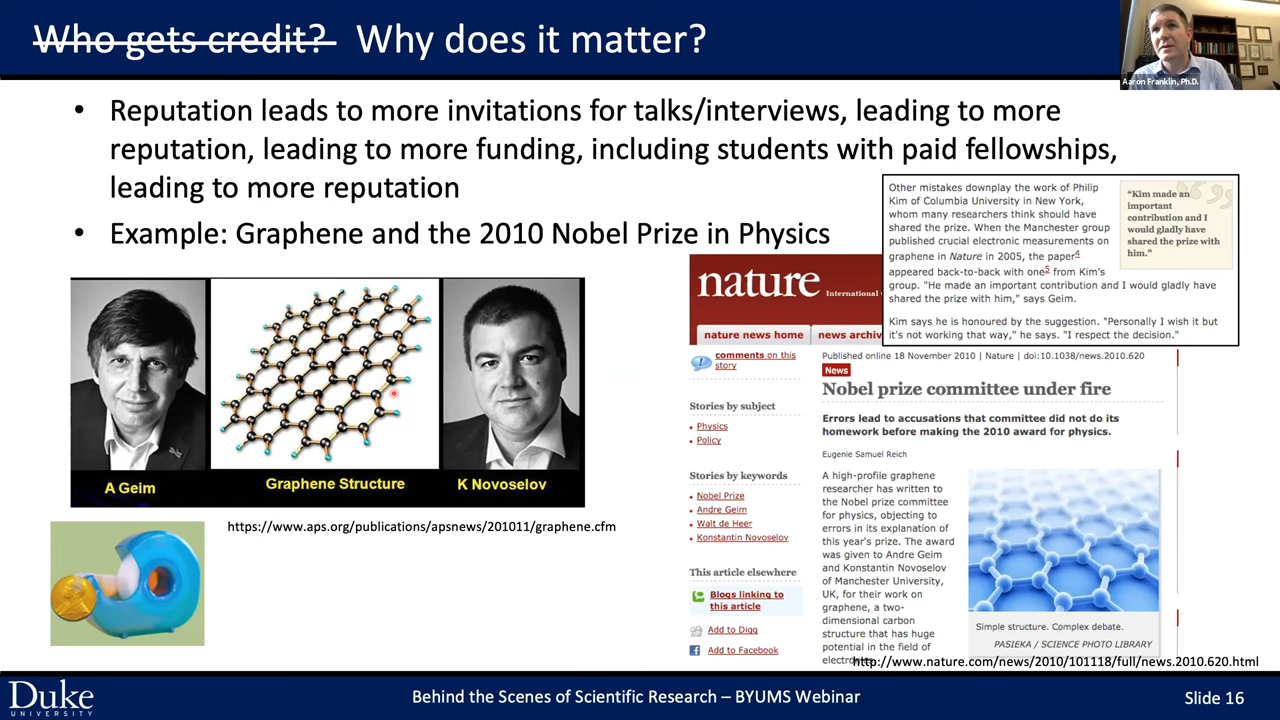 Who gets credit? Why does it matter?
Aaron Franklin, Ph.D.
• Reputation leads to more invitations for talks/interviews, leading to more
reputation, leading to more funding, including students with paid fellowships,
leading to more reputation
• Example: Graphene and the 2010 Nobel Prize in Physics
A Geim
Graphene Structure
K Novoselov
https://www.aps.org/publications/apsnews/201011/graphene.cfm
Other mistakes downplay the work of Philip
Kim of Columbia University in New York,
whom many researchers think should have
shared the prize. When the Manchester group
published crucial electronic measurements on
graphene in Nature in 2005, the paper4
appeared back-to-back with one5 from Kim's
group. "He made an important contribution and I would gladly have
shared the prize with him," says Geim.
Kim says he is honoured by the suggestion. "Personally I wish it but
it's not working that way," he says. "I respect the decision."
“Kim made an
important
contribution and I
would gladly have
shared the prize with
him.”
nature
International
nature news home
news archiv
comments on this
story
Stories by subject
• Physics
• Policy
Stories by keywords
• Nobel Prize
• Andre Geim
• Walt de Heer
• Konstantin Novoselov
This article elsewhere
Blogs linking to
this article
Add to Digg
Add to Facebook
Published online 18 November 2010 | Nature | doi:10.1038/news.2010.620
News
Nobel prize committee under fire
Errors lead to accusations that committee did not do its
homework before making the 2010 award for physics.
Eugenie Samuel Reich
A high-profile graphene
researcher has written to
the Nobel prize committee
for physics, objecting to
errors in its explanation of
this year's prize. The award
was given to Andre Geim
and Konstantin Novoselov
of Manchester University,
UK, for their work on
graphene, a two-
dimensional carbon
structure that has huge
potential in the field of
Simple structure. Complex debate.
PASIEKA / SCIENCE PHOTO LIBRARY
http://www.nature.com/news/2010/101118/full/news.2010.620.html
Duke
UNIVERSITY
Behind the Scenes of Scientific Research – BYUMS Webinar
Slide 16